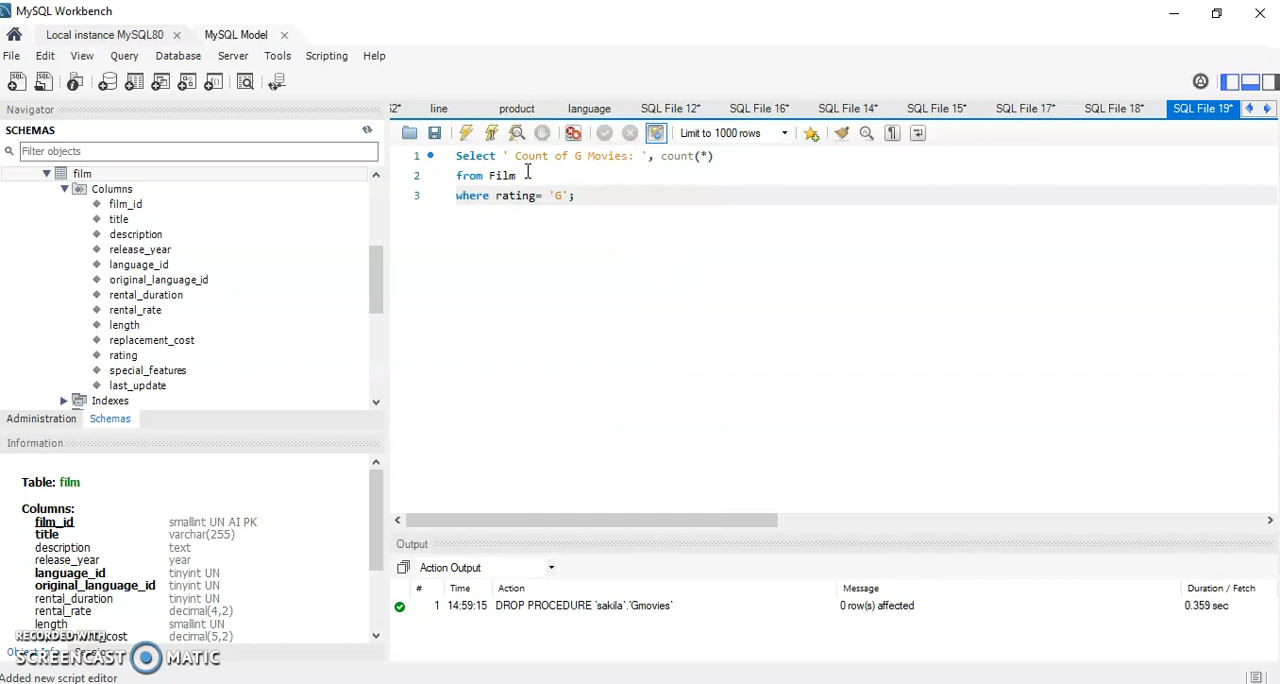 MySQL Workbench
Local instance MySQL80
MySQL Model
File Edit View Query Database Server Tools Scripting Help
Navigator
SCHEMAS
Filter objects
film
Columns
film_id
title
description
release_year
language_id
original_language_id
rental_duration
rental_rate
length
replacement_cost
rating
special_features
last_update
Indexes
Administration Schemas
Information
Table: film
Columns:
film_id smallint UN AI PK
title varchar(255)
description text
release_year year
language_id tinyint UN
original_language_id tinyint UN
rental_duration tinyint UN
rental_rate decimal(4,2)
length smallint UN
decimal(5,2)
RECORDED WITH
SCREENCAST MATIC
Added new script editor
2* line product language SQL File 12* SQL File 16* SQL File 14* SQL File 15* SQL File 17* SQL File 18* SQL File 19*
Limit to 1000 rows
1 Select ' Count of G Movies: ', count(*)
2 from Film
3 where rating= 'G';
Output
Action Output
# Time Action Message Duration / Fetch
1 14:59:15 DROP PROCEDURE `sakila`.`Gmovies` 0 row(s) affected 0.359 sec